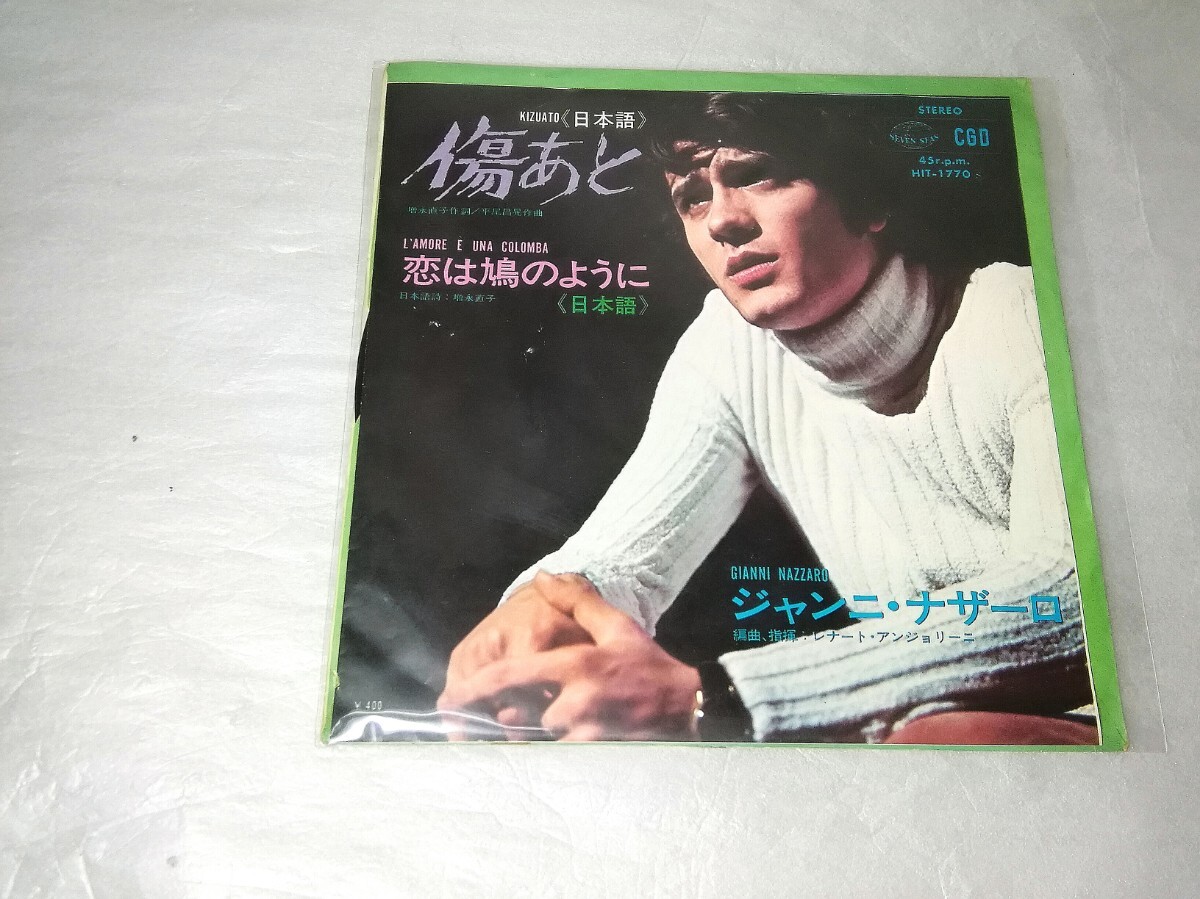 KIZUATO《日本語》
傷あと
増永直子作詞/平尾昌晃作曲
L'AMORE E UNA COLOMBA
恋は鳩のように
日本語詩:増永直子
《日本語》
STEREO
SEVEN SEAS
CGD
45r.p.m.
HIT-1770
GIANNI NAZZARO
ジャンニ・ナザーロ
編曲、指揮:レナート・アンジョリーニ
¥400